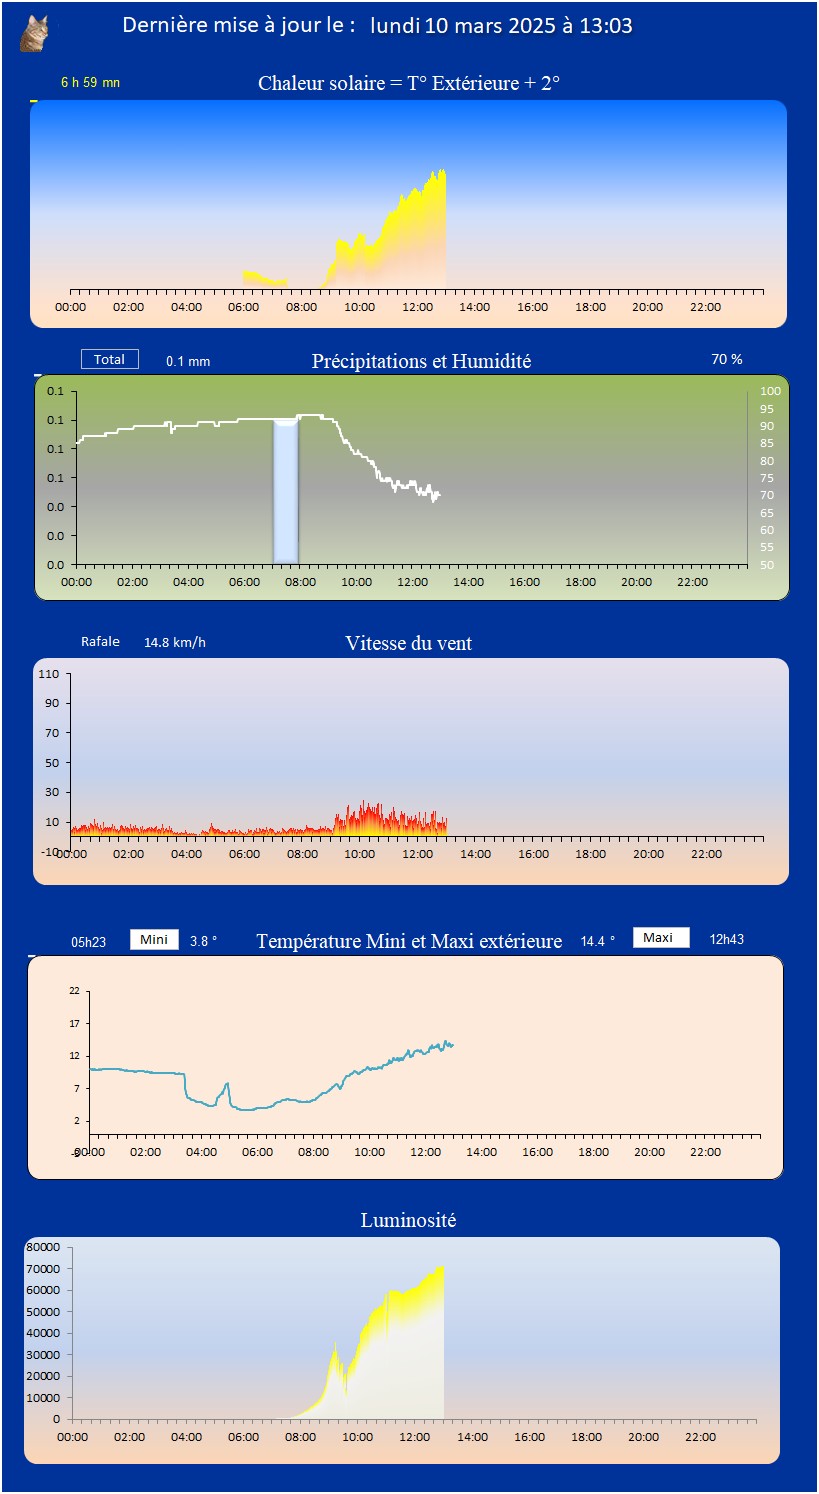 Dernière mise à jour le : lundi 10 mars 2025 à 13:03
6 h 59 mn
Chaleur solaire = T° Extérieure + 2°
00:00 02:00 04:00 06:00 08:00 10:00 12:00 14:00 16:00 18:00 20:00 22:00
Total 0.1 mm Précipitations et Humidité 70 %
0.1 100
95
0.1 90
85
0.1 80
0.1 75
70
0.0 65
0.0 60
55
0.0 50
00:00 02:00 04:00 06:00 08:00 10:00 12:00 14:00 16:00 18:00 20:00 22:00
Rafale 14.8 km/h Vitesse du vent
110
90
70
50
30
10
-10
00:00 02:00 04:00 06:00 08:00 10:00 12:00 14:00 16:00 18:00 20:00 22:00
05h23 Mini 3.8 ° Température Mini et Maxi extérieure 14.4 ° Maxi 12h43
22
17
12
7
2
00:00 02:00 04:00 06:00 08:00 10:00 12:00 14:00 16:00 18:00 20:00 22:00
Luminosité
80000
70000
60000
50000
40000
30000
20000
10000
0
00:00 02:00 04:00 06:00 08:00 10:00 12:00 14:00 16:00 18:00 20:00 22:00